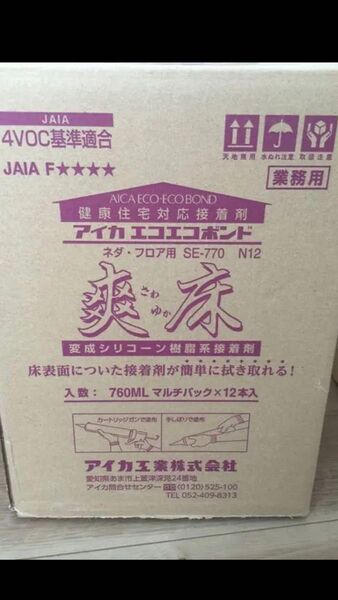 JAIA
4VOC基準適合
JAIA F★★★★
天地無用 水ぬれ注意 取扱注意
業務用
AICA ECO・ECO BOND
健康住宅対応接着剤
アイカ エコエコボンド
ネダ・フロア用 SE-770 N12
さわ ゆか
爽床
変成シリコーン樹脂系接着剤
床表面についた接着剤が簡単に拭き取れる!
入数: 760ML マルチパック×12本入
カートリッジガンで塗布 手しぼりで塗布
アイカ工業株式会社
愛知県あま市上萱津深見24番地
アイカ問合せセンター (0120)525-100
TEL 052-409-8313